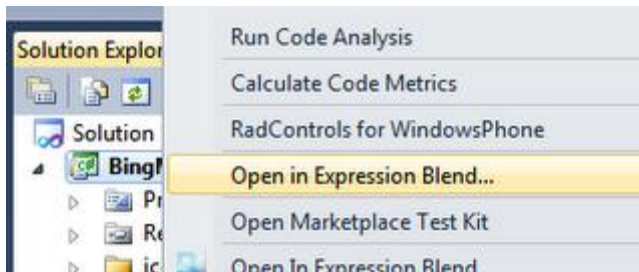 Solution Explor
Solution
Bing
Pr
Re
ic
Run Code Analysis
Calculate Code Metrics
RadControls for WindowsPhone
Open in Expression Blend...
Open Marketplace Test Kit
Open In Expression Blend